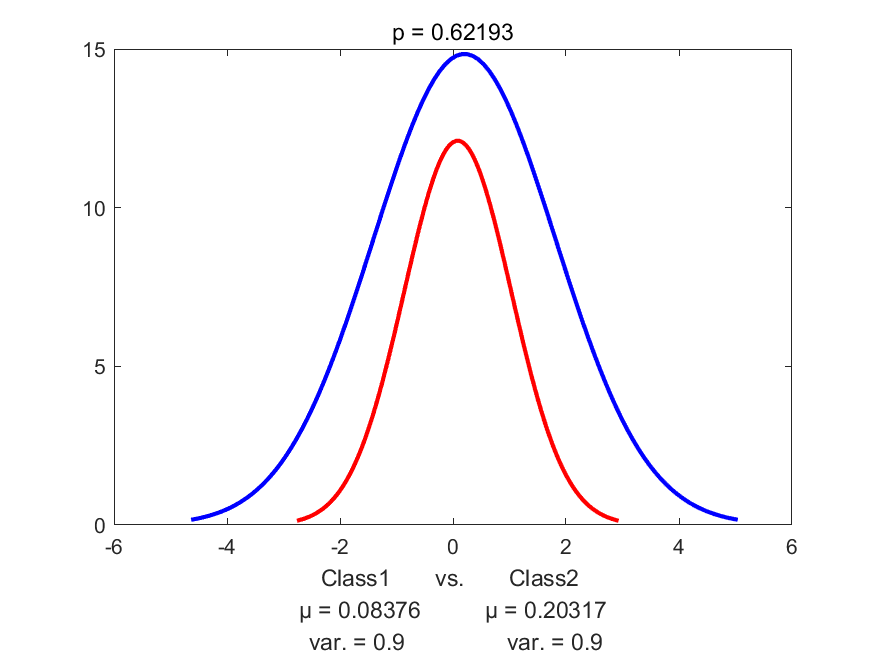 p = 0.62193
15
10
5
0
-6 -4 -2 0 2 4 6
Class1 vs. Class2
μ = 0.08376 μ = 0.20317
var. = 0.9 var. = 0.9